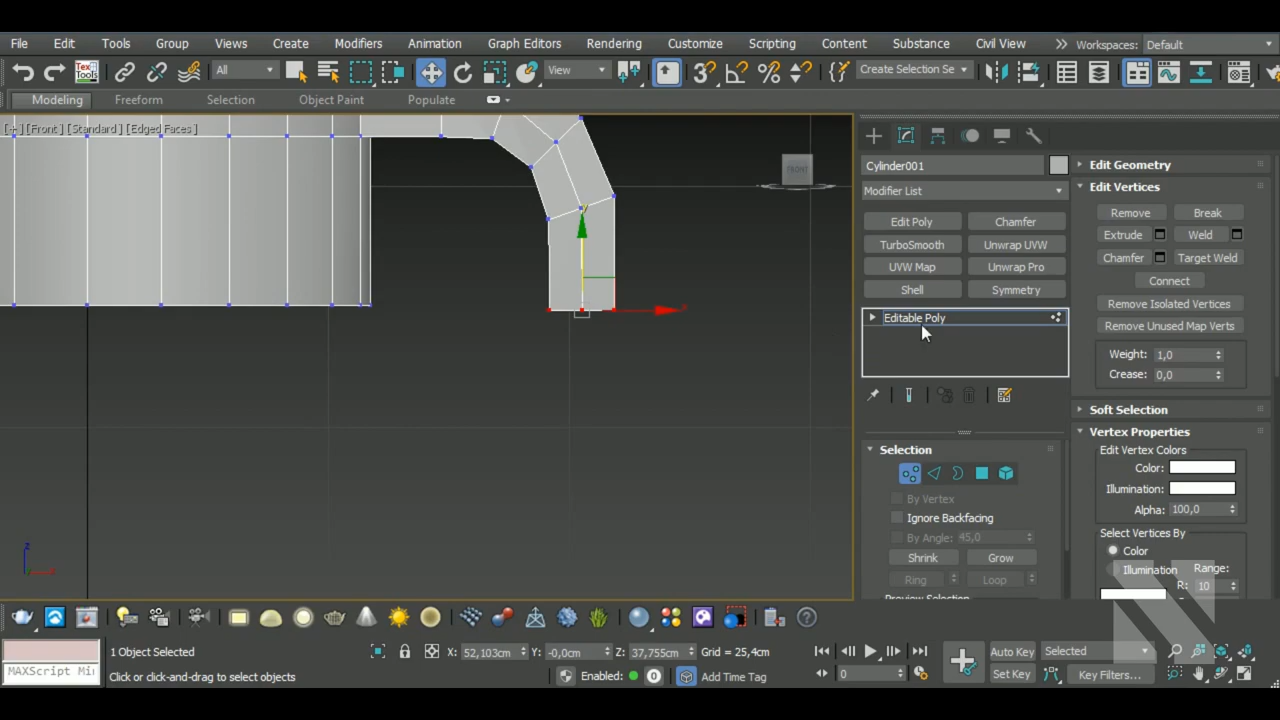 File Edit Tools Group Views Create Modifiers Animation Graph Editors Rendering Customize Scripting Content Substance Civil View Workspaces: Default
Tex Tools All View Create Selection Se
Modeling Freeform Selection Object Paint Populate
[+] [Front] [Standard] [Edged Faces]
FRONT
Cylinder001
Modifier List
Edit Poly Chamfer
TurboSmooth Unwrap UVW
UVW Map Unwrap Pro
Shell Symmetry
Editable Poly
Selection
By Vertex
Ignore Backfacing
By Angle: 45,0
Shrink Grow
Ring Loop
Preview Selection
Edit Geometry
Edit Vertices
Remove Break
Extrude Weld
Chamfer Target Weld
Connect
Remove Isolated Vertices
Remove Unused Map Verts
Weight: 1,0
Crease: 0,0
Soft Selection
Vertex Properties
Edit Vertex Colors
Color:
Illumination:
Alpha: 100,0
Select Vertices By
Color
Illumination Range:
R: 10
z
x
1 Object Selected X: 52,103cm Y: -0,0cm Z: 37,755cm Grid = 25,4cm Auto Key Selected
MAXScript Mi Click or click-and-drag to select objects Enabled: 0 Add Time Tag 0 Set Key Key Filters...